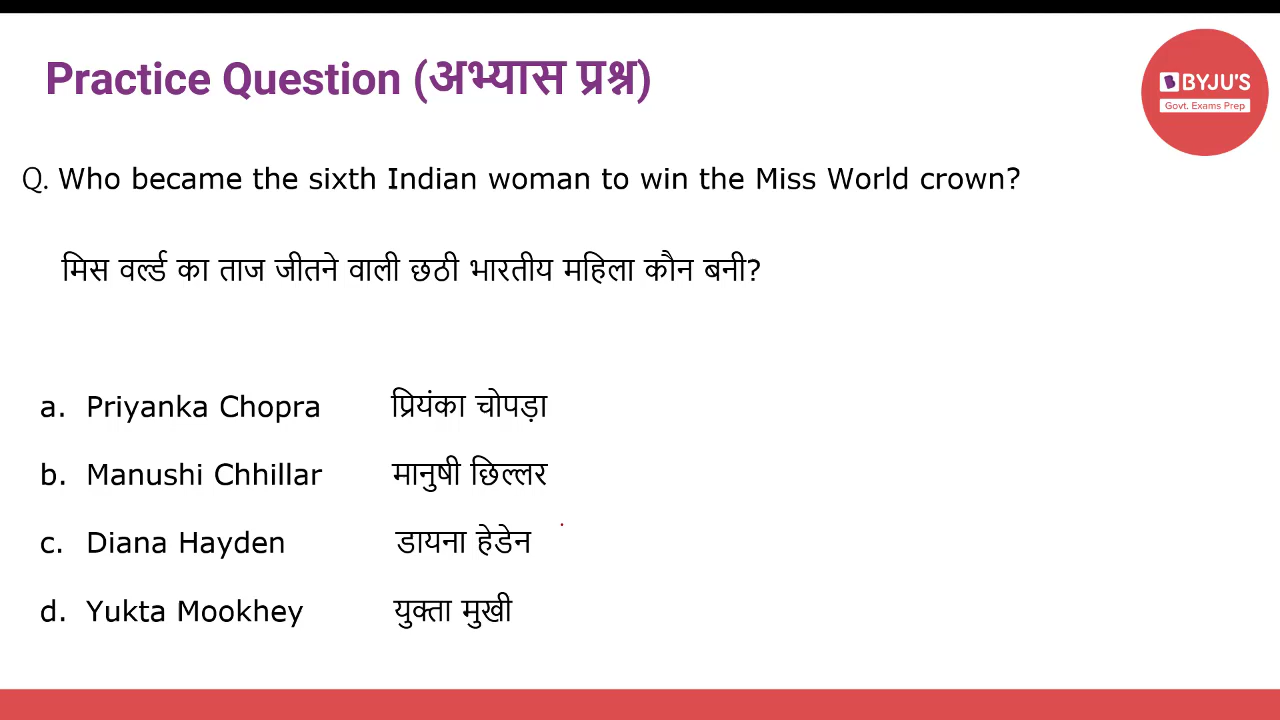 Practice Question (अभ्यास प्रश्न)
BYJU'S
Govt. Exams Prep
Q. Who became the sixth Indian woman to win the Miss World crown?
मिस वर्ल्ड का ताज जीतने वाली छठी भारतीय महिला कौन बनी?
a. Priyanka Chopra प्रियंका चोपड़ा
b. Manushi Chhillar मानुषी छिल्लर
c. Diana Hayden डायना हेडेन
d. Yukta Mookhey युक्ता मुखी